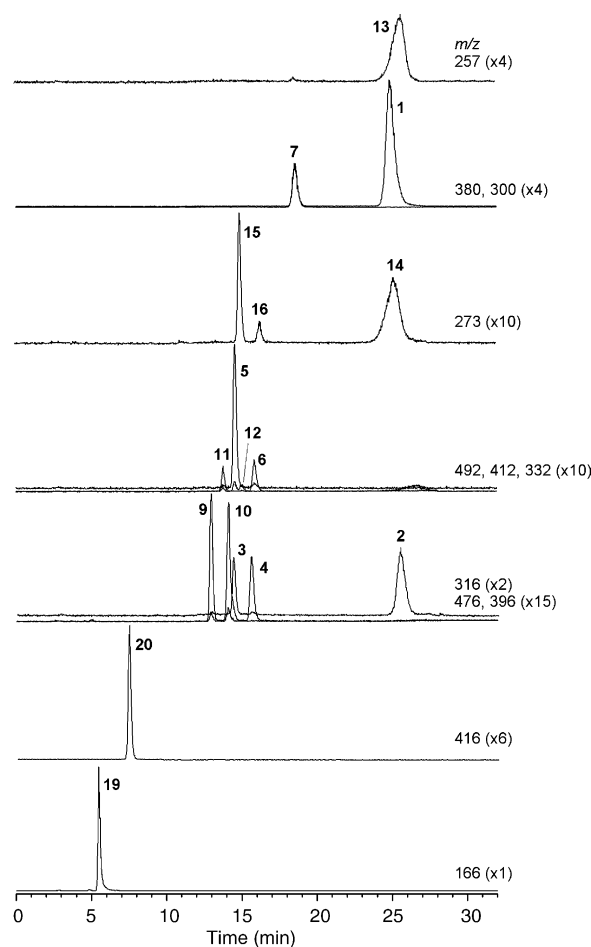 13
m/z
257 (x4)
1
7
380, 300 (x4)
15
14
16
273 (x10)
5
12
11
6
492, 412, 332 (x10)
9
10
3
2
4
316 (x2)
476, 396 (x15)
20
416 (x6)
19
166 (x1)
0 5 10 15 20 25 30
Time (min)